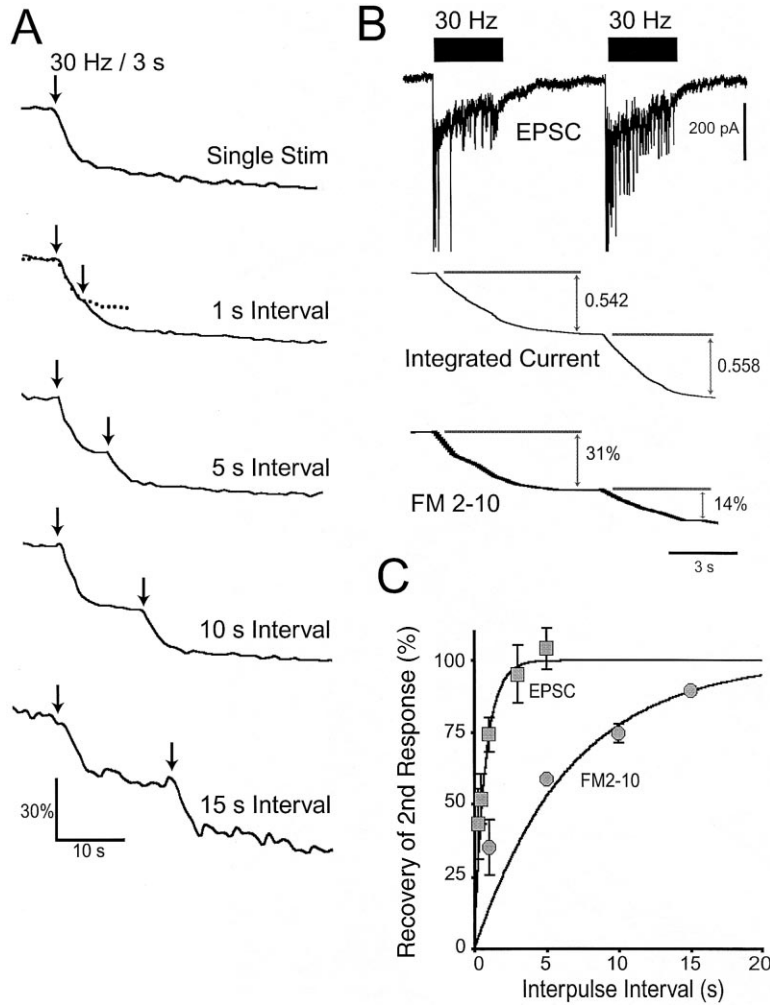 A
30 Hz / 3 s
Single Stim
1 s Interval
5 s Interval
10 s Interval
15 s Interval
30%
10 s
B
30 Hz 30 Hz
EPSC
200 pA
0.542
Integrated Current
0.558
31%
FM 2-10
14%
3 s
C
Recovery of 2nd Response (%)
100
75
50
25
0
EPSC
FM2-10
0 5 10 15 20
Interpulse Interval (s)